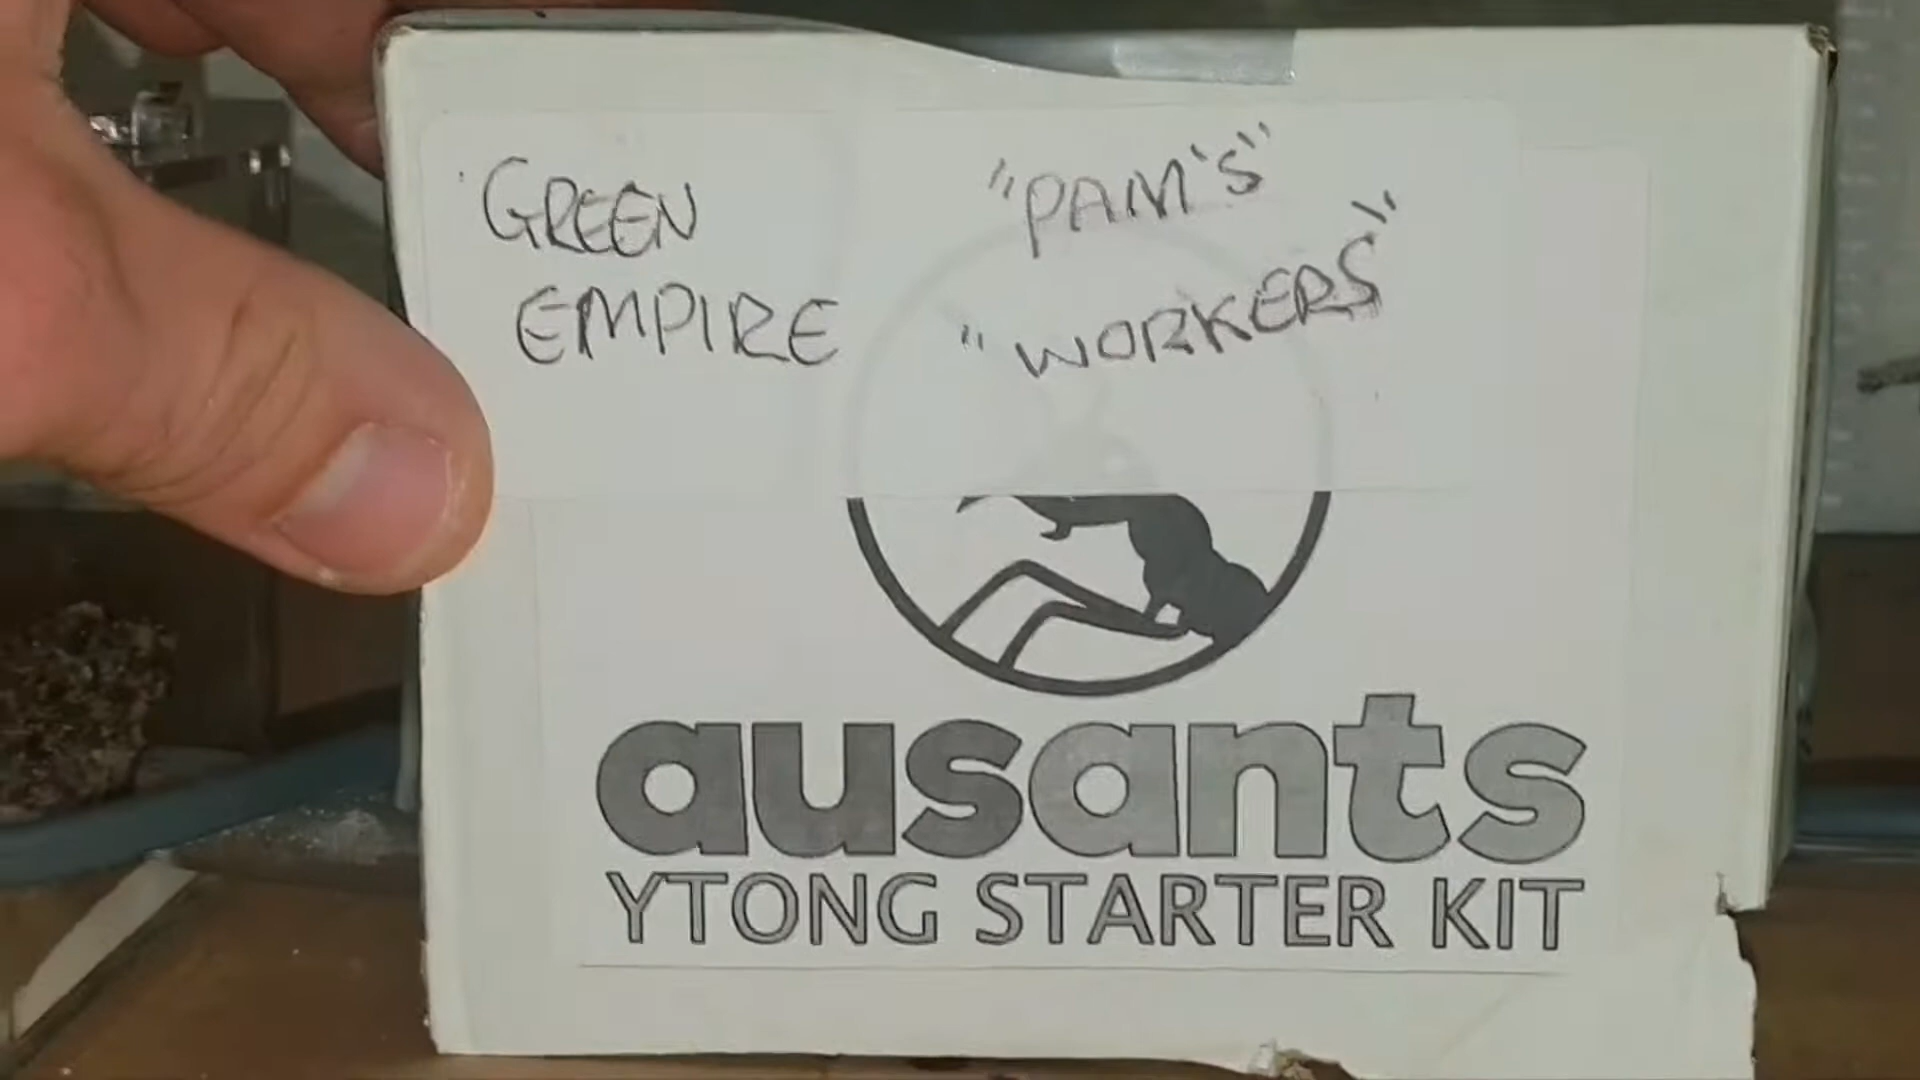 GREEN
EMPIRE
"PAM'S"
"WORKERS"
ausants
YTONG STARTER KIT